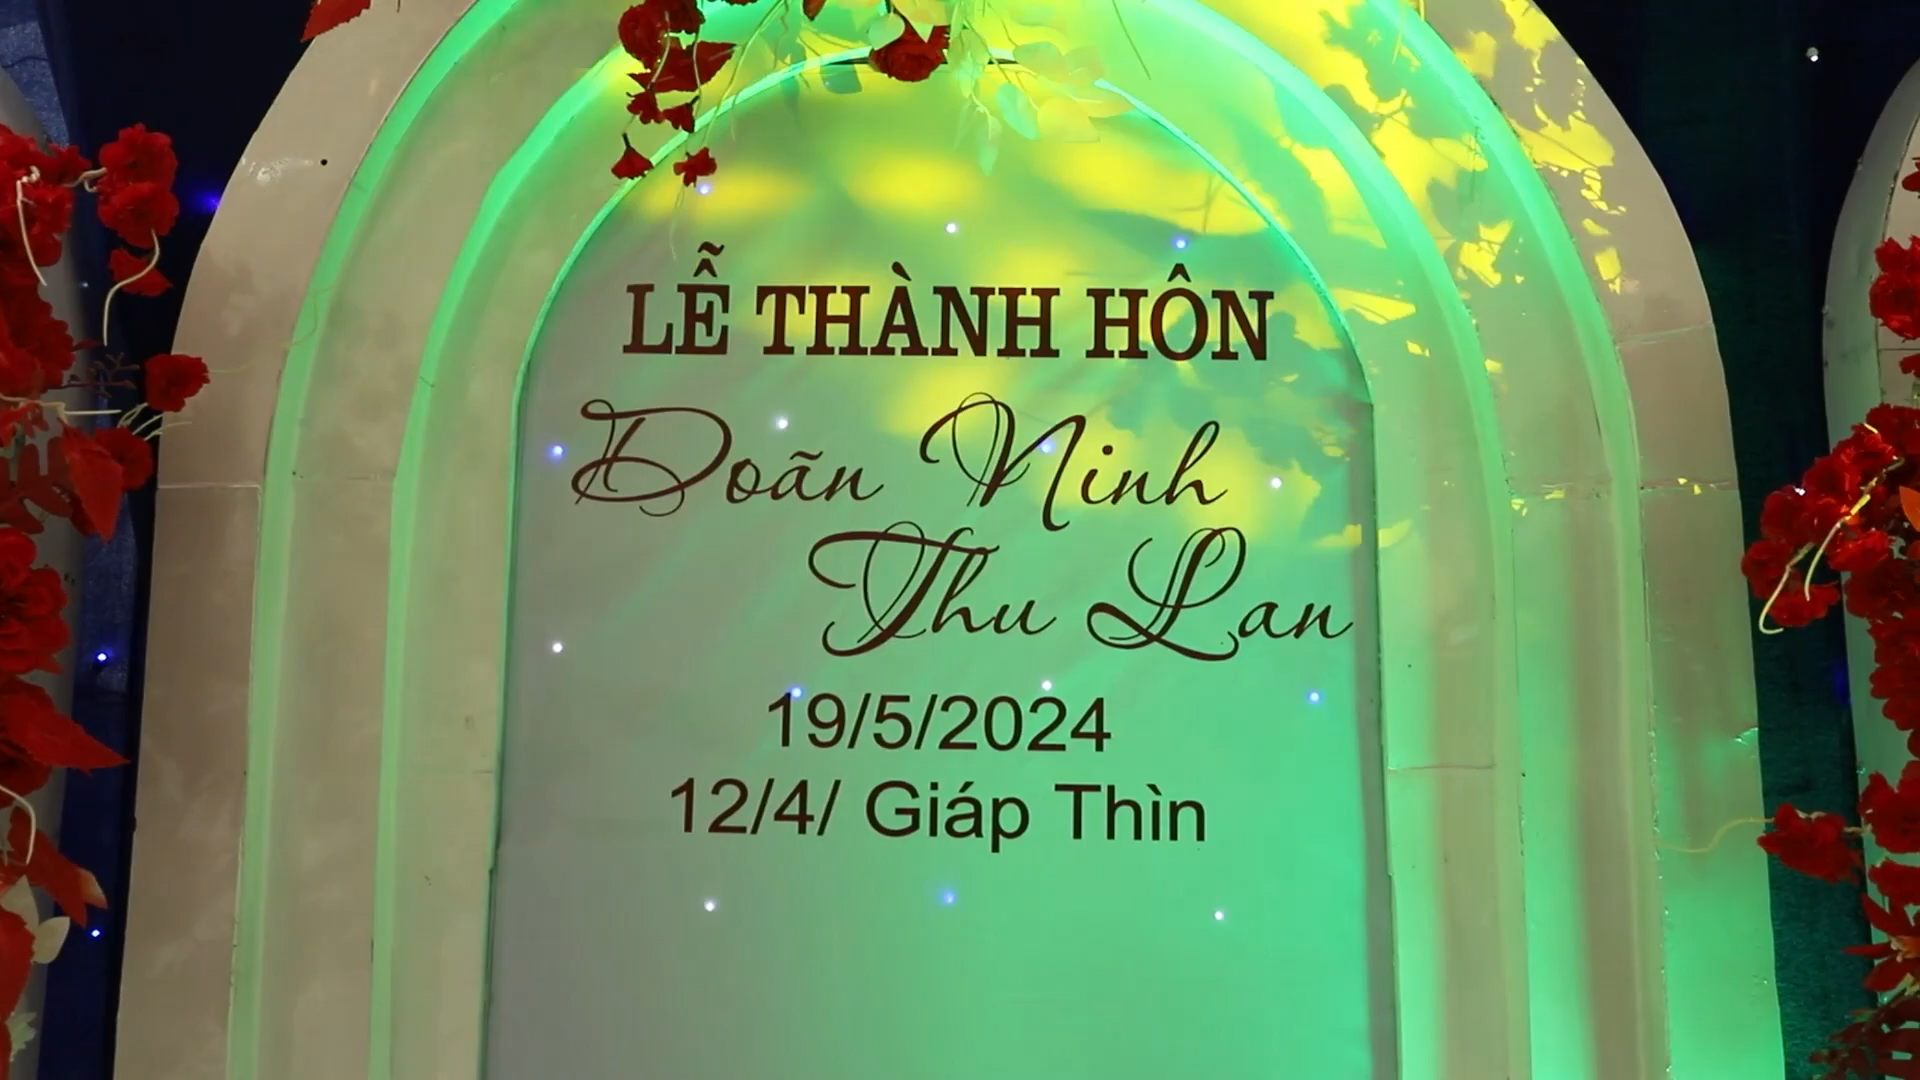 LỄ THÀNH HÔN
Doãn Ninh
Thu Lan
19/5/2024
12/4/ Giáp Thìn